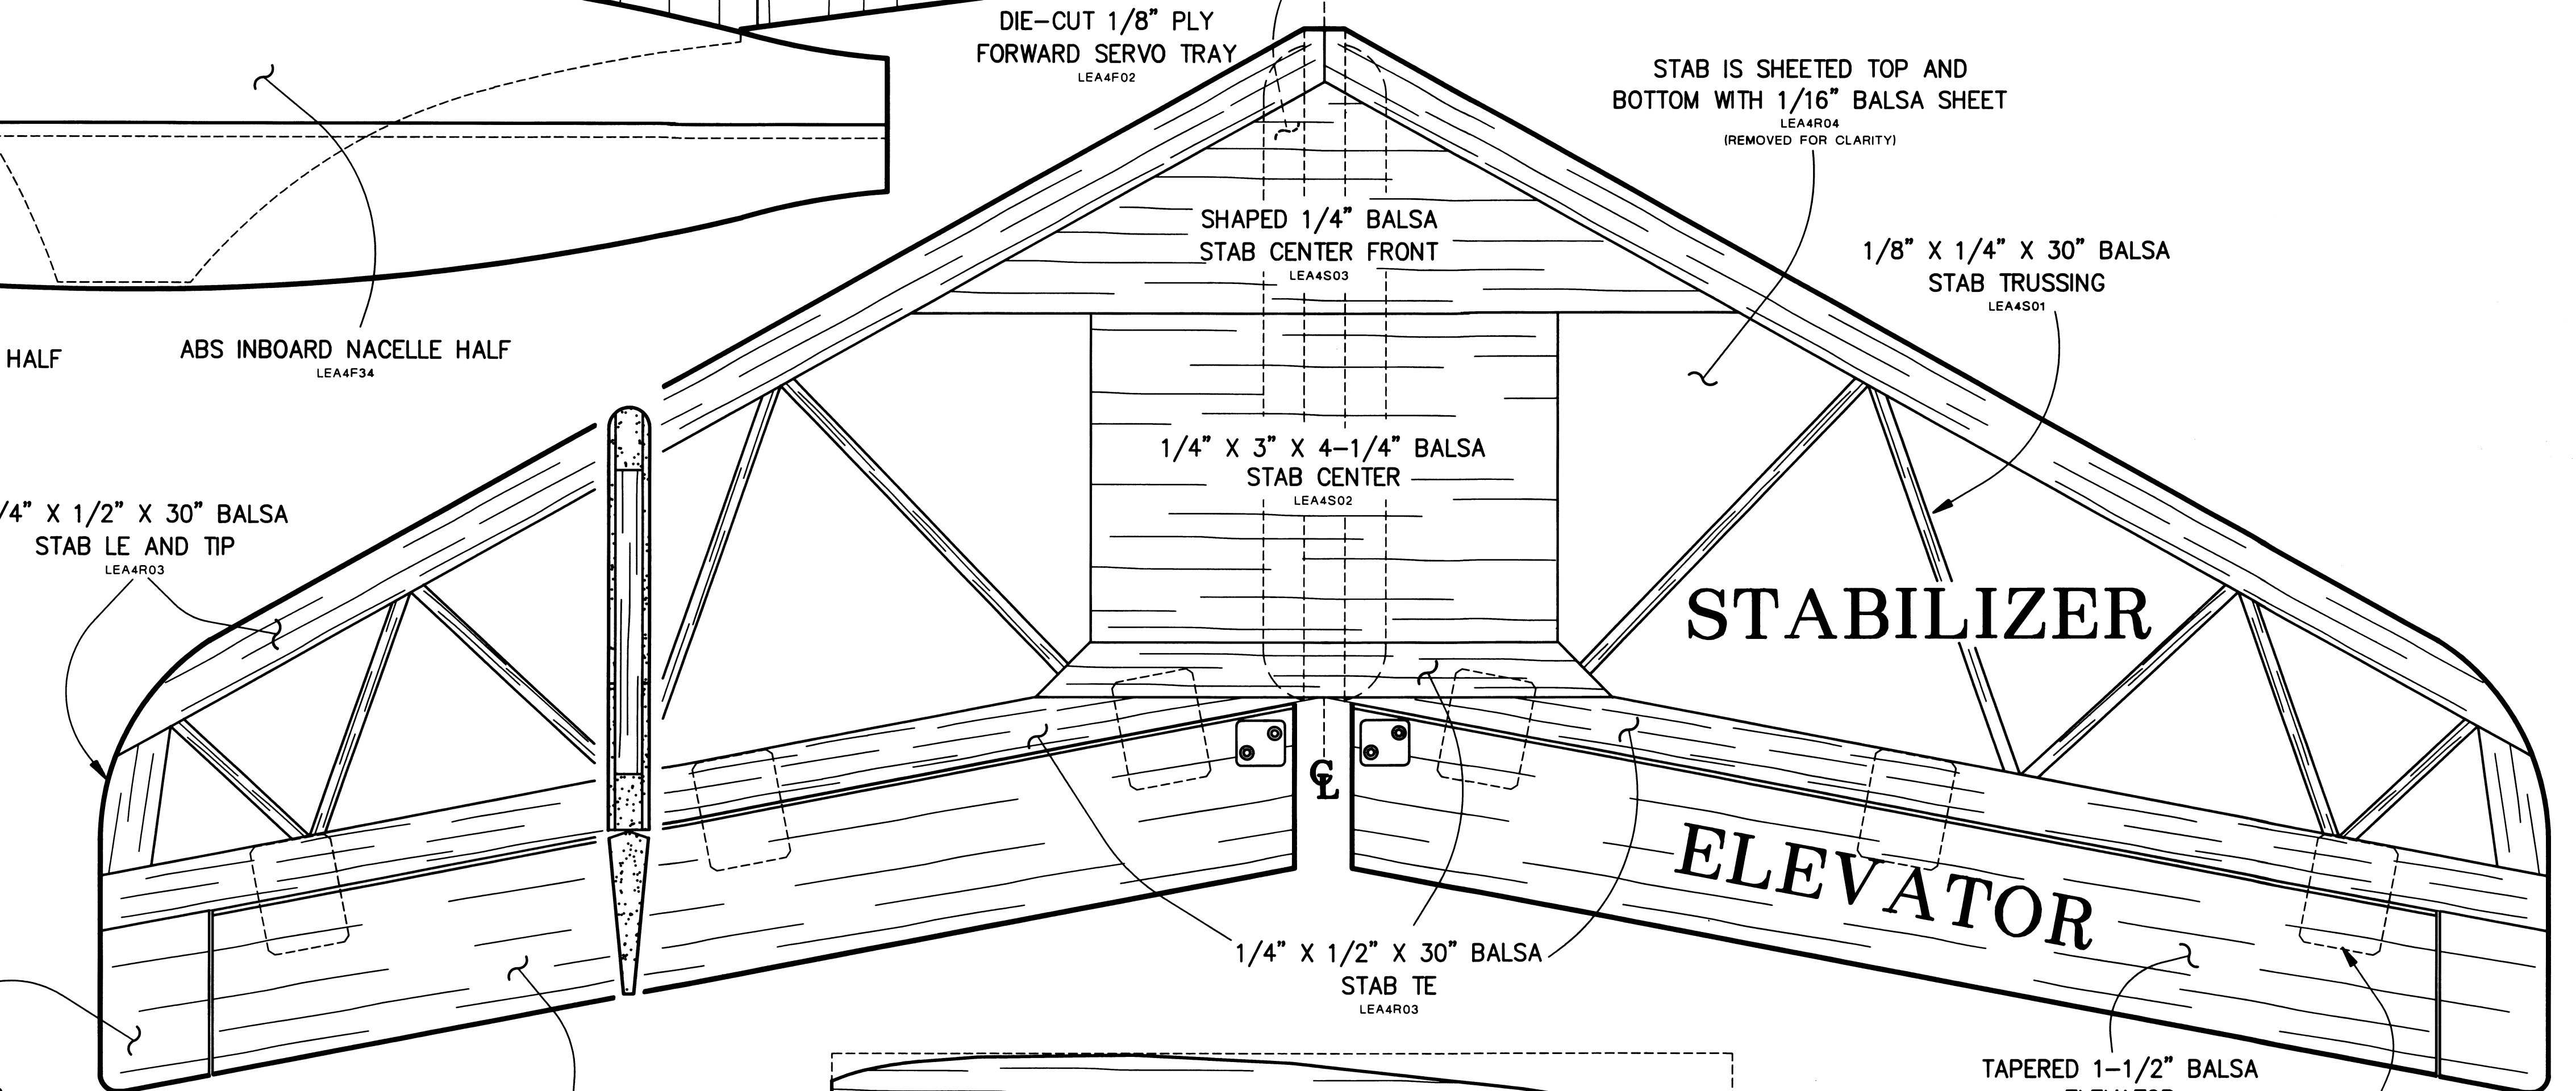 DIE-CUT 1/8" PLY
FORWARD SERVO TRAY
LEA4F02
STAB IS SHEETED TOP AND
BOTTOM WITH 1/16" BALSA SHEET
LEA4R04
(REMOVED FOR CLARITY)
SHAPED 1/4" BALSA
STAB CENTER FRONT
LEA4S03
1/8" X 1/4" X 30" BALSA
STAB TRUSSING
LEA4S01
HALF
ABS INBOARD NACELLE HALF
LEA4F34
1/4" X 3" X 4-1/4" BALSA
STAB CENTER
LEA4S02
/4" X 1/2" X 30" BALSA
STAB LE AND TIP
LEA4R03
STABILIZER
CL
ELEVATOR
1/4" X 1/2" X 30" BALSA
STAB TE
LEA4R03
TAPERED 1-1/2" BALSA